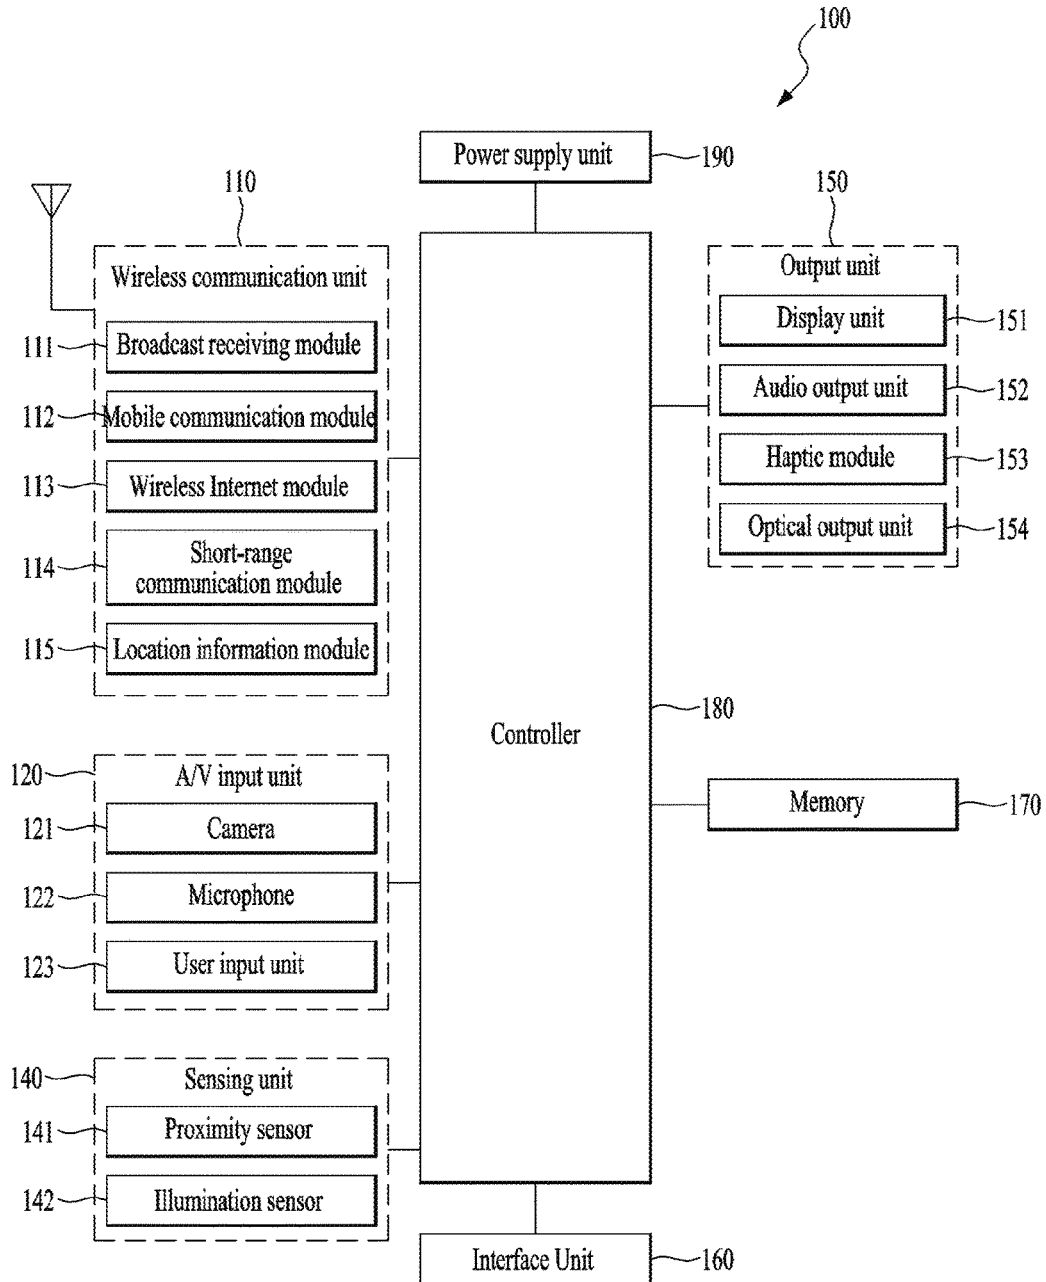 100
Power supply unit
190
110
Wireless communication unit
111
Broadcast receiving module
112
Mobile communication module
113
Wireless Internet module
114
Short-range
communication module
115
Location information module
120
A/V input unit
121
Camera
122
Microphone
123
User input unit
140
Sensing unit
141
Proximity sensor
142
Illumination sensor
Controller
180
150
Output unit
Display unit
151
Audio output unit
152
Haptic module
153
Optical output unit
154
Memory
170
Interface Unit
160